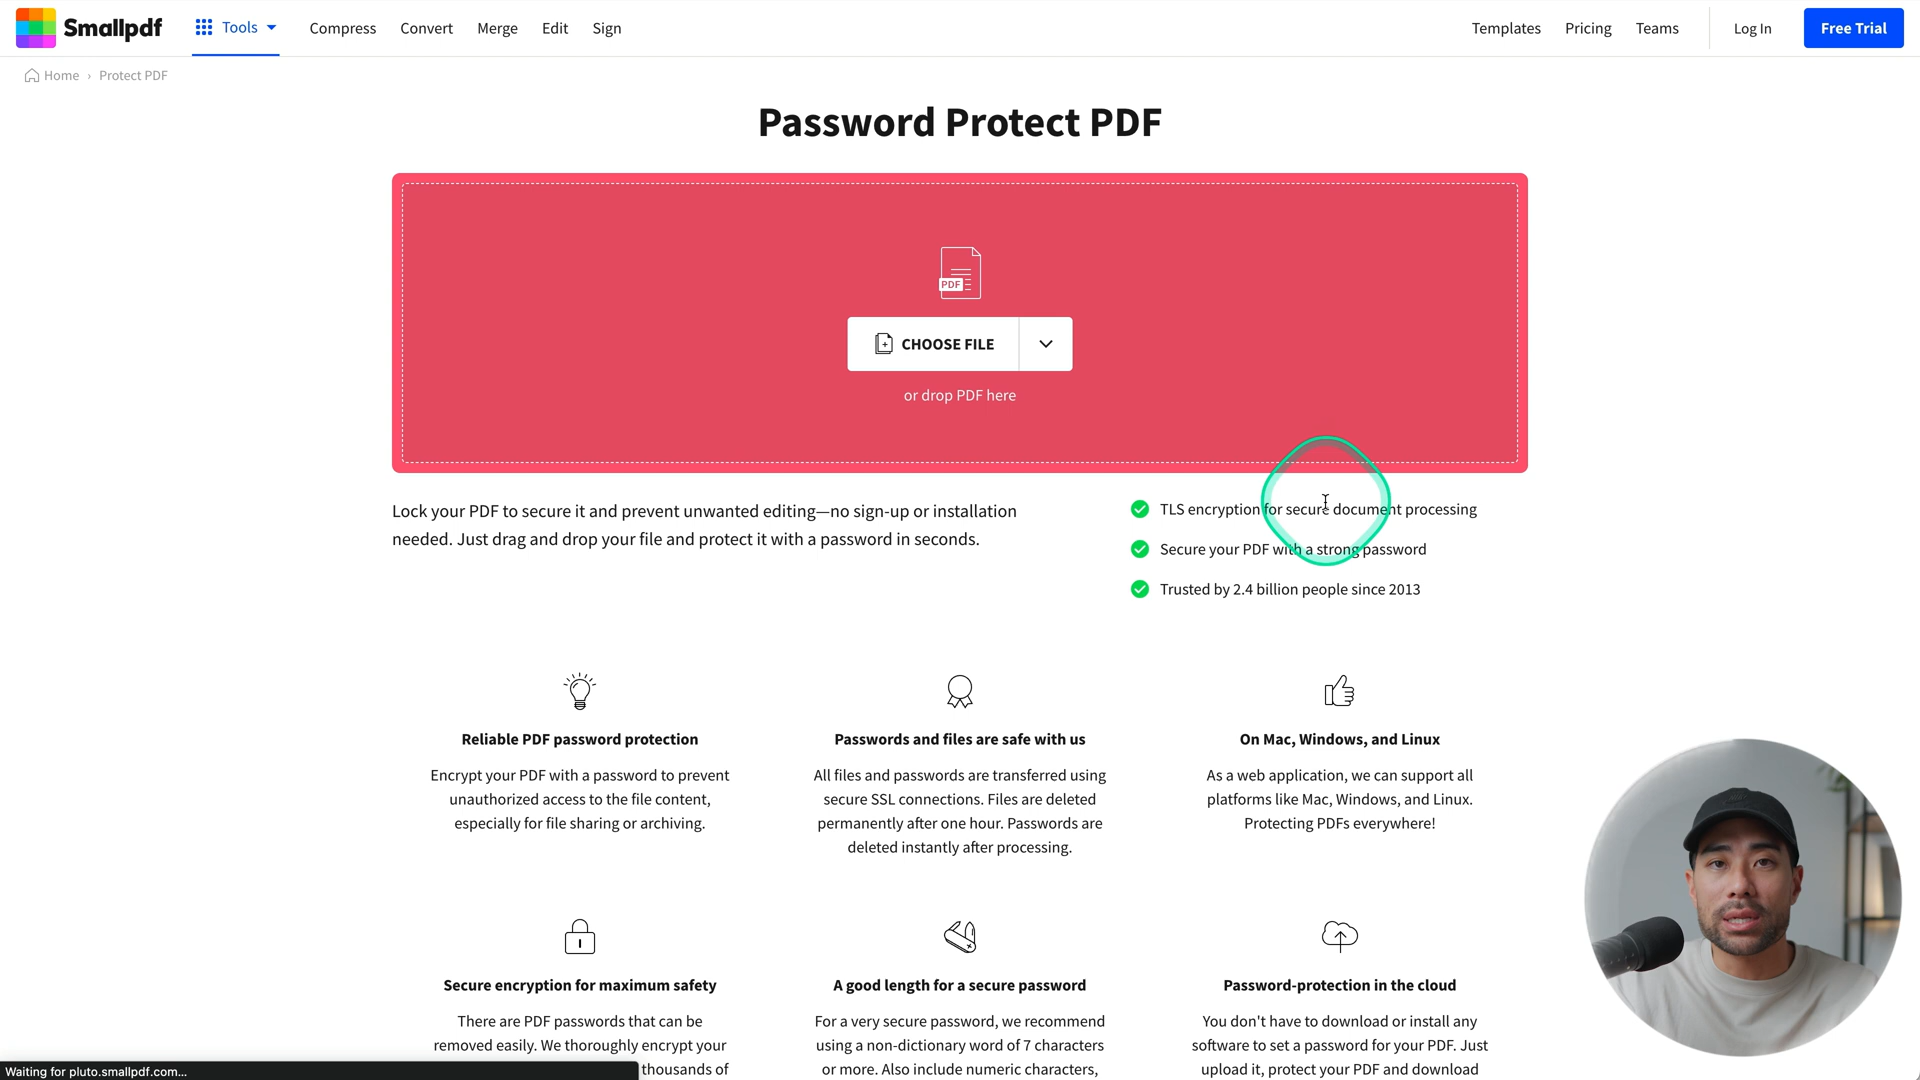 Smallpdf
Tools
Compress
Convert
Merge
Edit
Sign
Templates
Pricing
Teams
Log In
Free Trial
Home › Protect PDF
Password Protect PDF
PDF
CHOOSE FILE
or drop PDF here
Lock your PDF to secure it and prevent unwanted editing—no sign-up or installation
needed. Just drag and drop your file and protect it with a password in seconds.
TLS encryption for secure document processing
Secure your PDF with a strong password
Trusted by 2.4 billion people since 2013
Reliable PDF password protection
Encrypt your PDF with a password to prevent
unauthorized access to the file content,
especially for file sharing or archiving.
Passwords and files are safe with us
All files and passwords are transferred using
secure SSL connections. Files are deleted
permanently after one hour. Passwords are
deleted instantly after processing.
On Mac, Windows, and Linux
As a web application, we can support all
platforms like Mac, Windows, and Linux.
Protecting PDFs everywhere!
Secure encryption for maximum safety
There are PDF passwords that can be
removed easily. We thoroughly encrypt your
thousands of
A good length for a secure password
For a very secure password, we recommend
using a non-dictionary word of 7 characters
or more. Also include numeric characters,
Password-protection in the cloud
You don't have to download or install any
software to set a password for your PDF. Just
upload it, protect your PDF and download
Waiting for pluto.smallpdf.com...